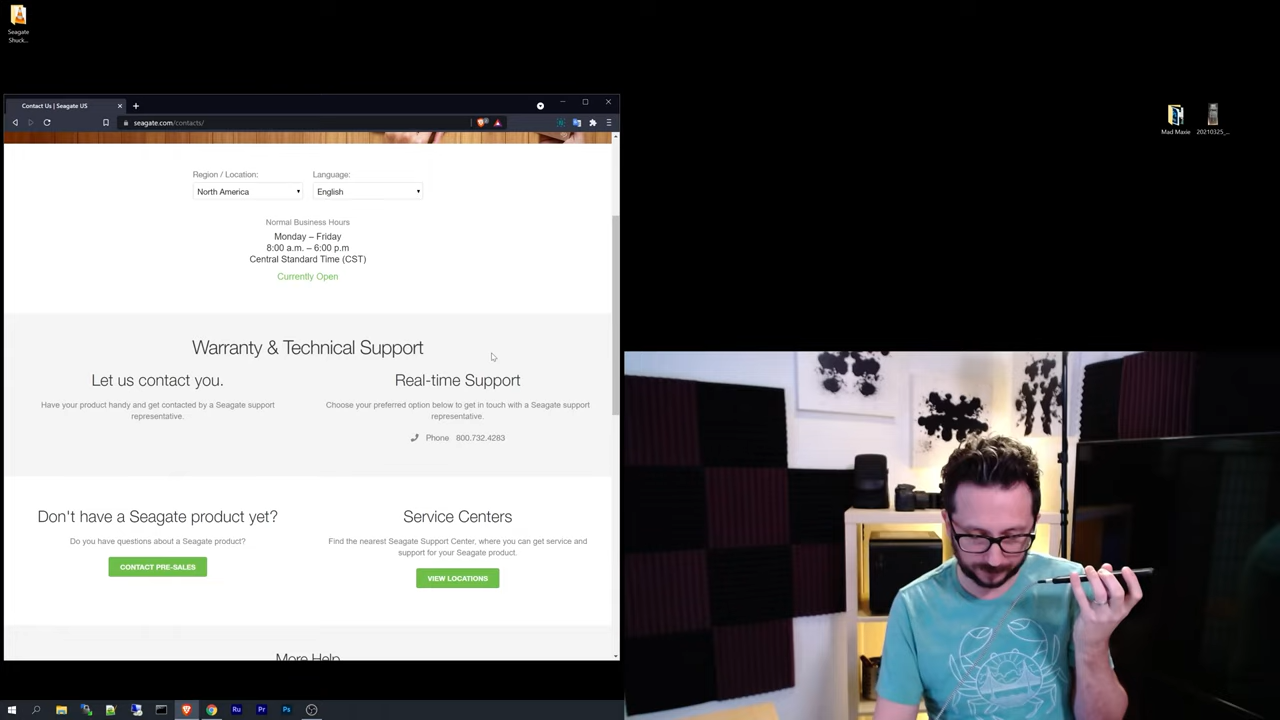 Seagate
Shuck...
Contact Us | Seagate US
seagate.com/contacts/
Mad Maxie
20210325_...
Region / Location:
Language:
North America
English
Normal Business Hours
Monday – Friday
8:00 a.m. – 6:00 p.m
Central Standard Time (CST)
Currently Open
Warranty & Technical Support
Let us contact you.
Have your product handy and get contacted by a Seagate support
representative.
Real-time Support
Choose your preferred option below to get in touch with a Seagate support
representative.
Phone 800.732.4283
Don't have a Seagate product yet?
Do you have questions about a Seagate product?
CONTACT PRE-SALES
Service Centers
Find the nearest Seagate Support Center, where you can get service and
support for your Seagate product.
VIEW LOCATIONS
More Help
Ru
Pr
Ps